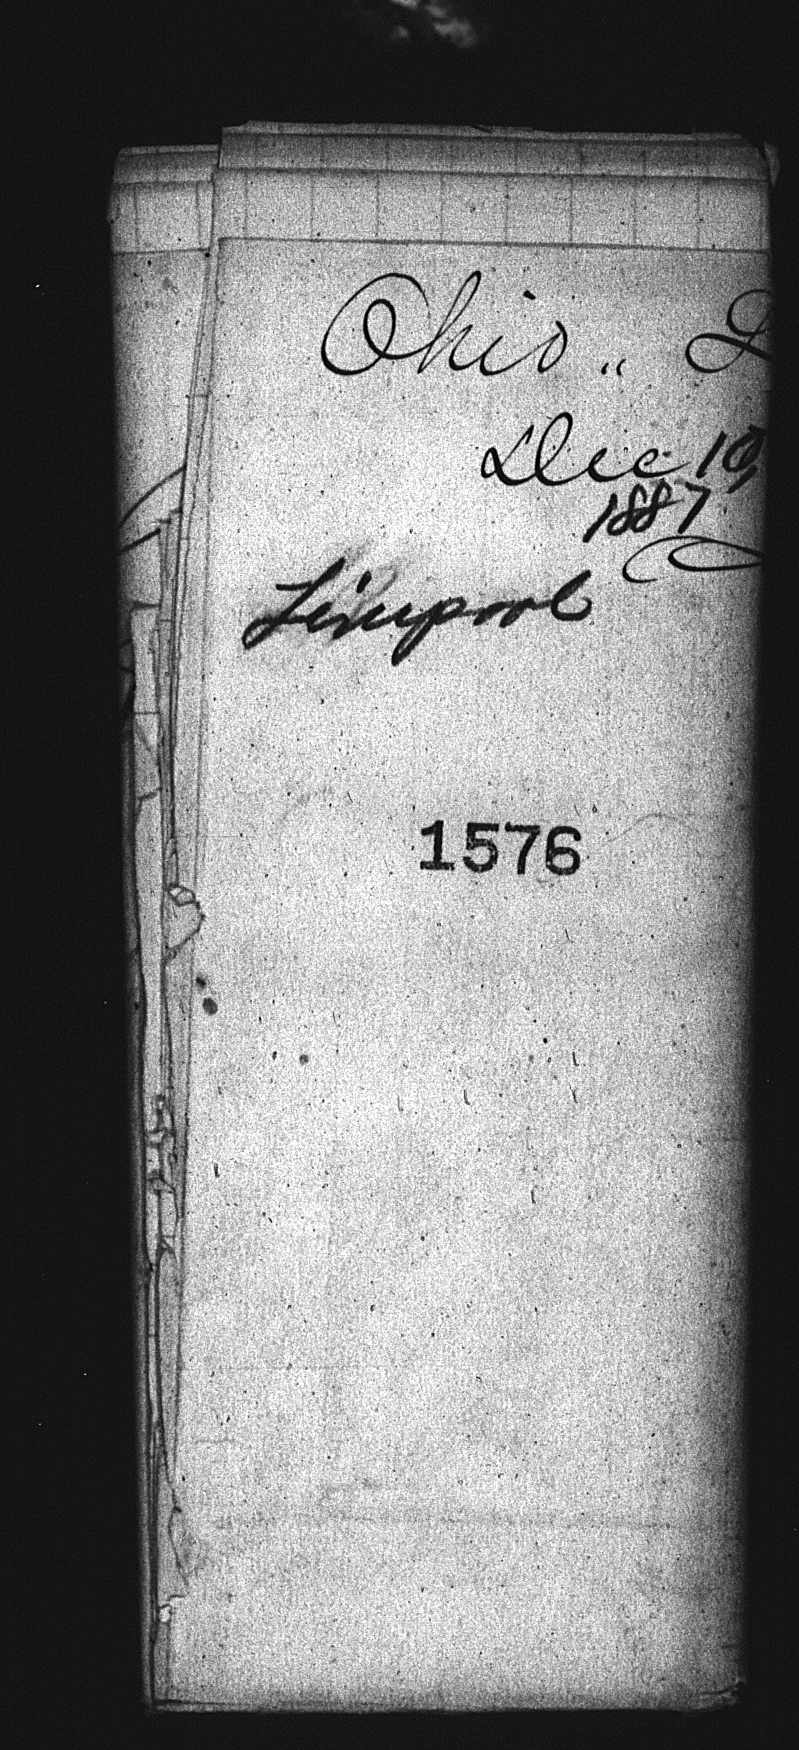 Ohio "
Dec 10,
1887
Liverpool
1576